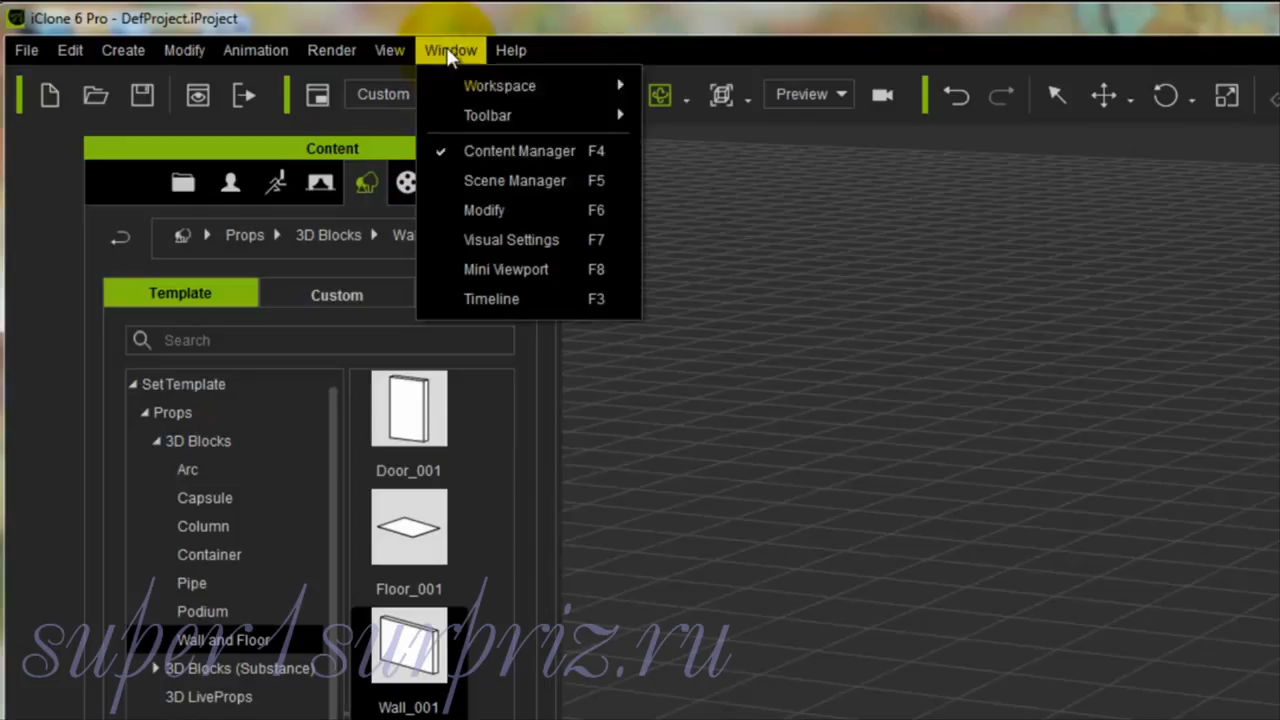 iClone 6 Pro - DefProject.iProject
File Edit Create Modify Animation Render View Window Help
Custom
Preview
Workspace
Toolbar
Content Manager F4
Scene Manager F5
Modify F6
Visual Settings F7
Mini Viewport F8
Timeline F3
Content
Props 3D Blocks
Template Custom
Search
SetTemplate
Props
3D Blocks
Arc
Capsule
Column
Container
Pipe
Podium
Wall and Floor
3D Blocks (Substance)
3D LiveProps
Door_001
Floor_001
Wall_001
super1surpriz.ru